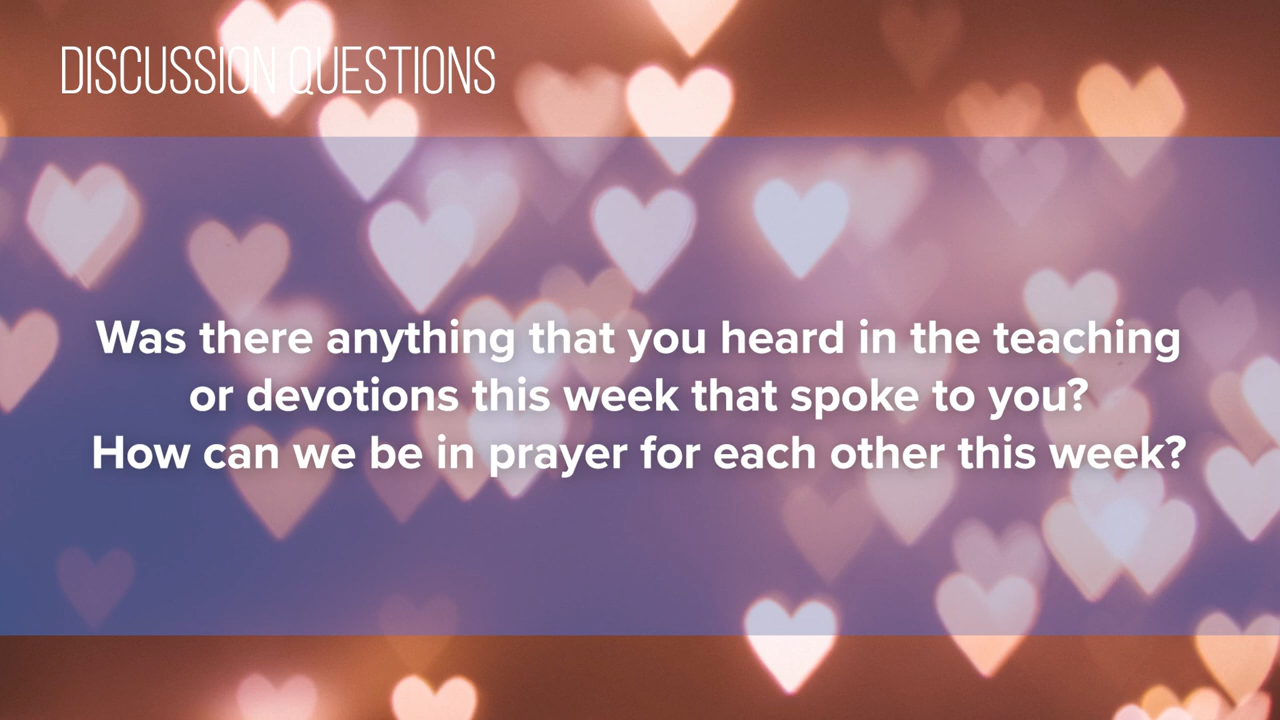 DISCUSSION QUESTIONS
Was there anything that you heard in the teaching
or devotions this week that spoke to you?
How can we be in prayer for each other this week?